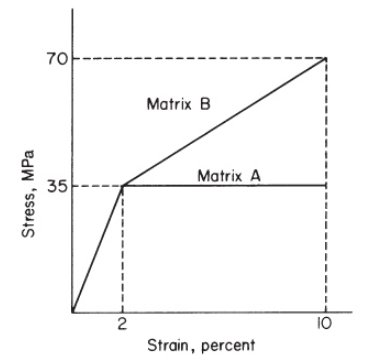 70
Matrix B
Matrix A
35
Stress, MPa
2
10
Strain, percent